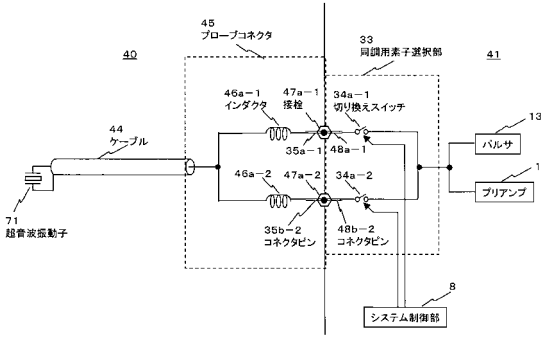 45
プローブコネクタ
40
33
同調用素子選択部
41
46a-1
インダクタ
47a-1
接栓
34a-1
切り換えスイッチ
13
パルサ
44
ケーブル
35a-1
48a-1
1
プリアンプ
46a-2
47a-2
34a-2
71
超音波振動子
35b-2
コネクタピン
48b-2
コネクタピン
8
システム制御部